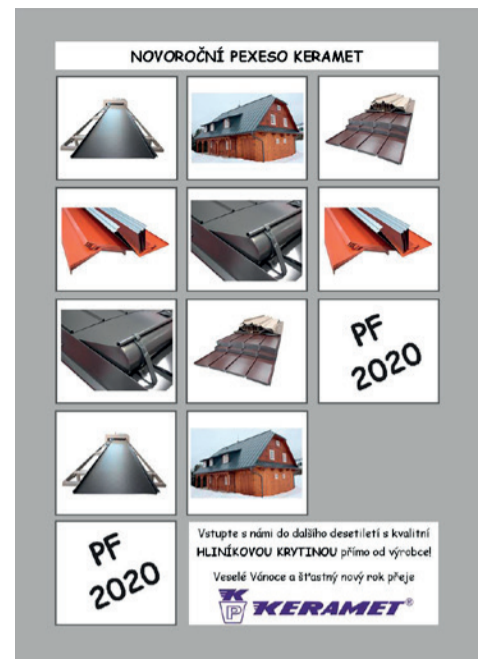 NOVOROČNÍ PEXESO KERAMET
PF
2020
PF
2020
Vstupte s námi do dalšího desetiletí s kvalitní
HLINÍKOVOU KRYTINOU přímo od výrobce!
Veselé Vánoce a šťastný nový rok přeje
KP KERAMET®